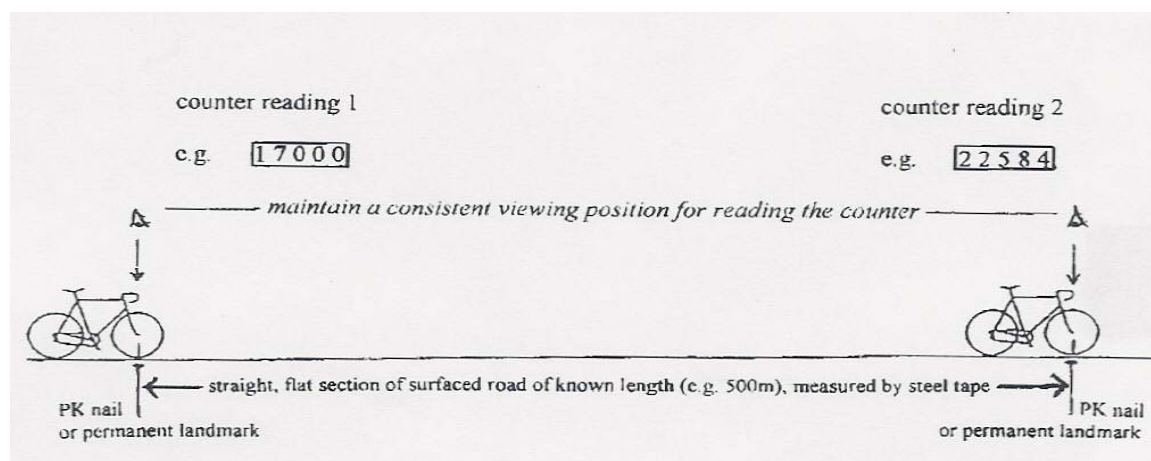 counter reading 1
counter reading 2
e.g. 17000
e.g. 22584
maintain a consistent viewing position for reading the counter
straight, flat section of surfaced road of known length (e.g. 500m), measured by steel tape
PK nail
or permanent landmark
PK nail
or permanent landmark